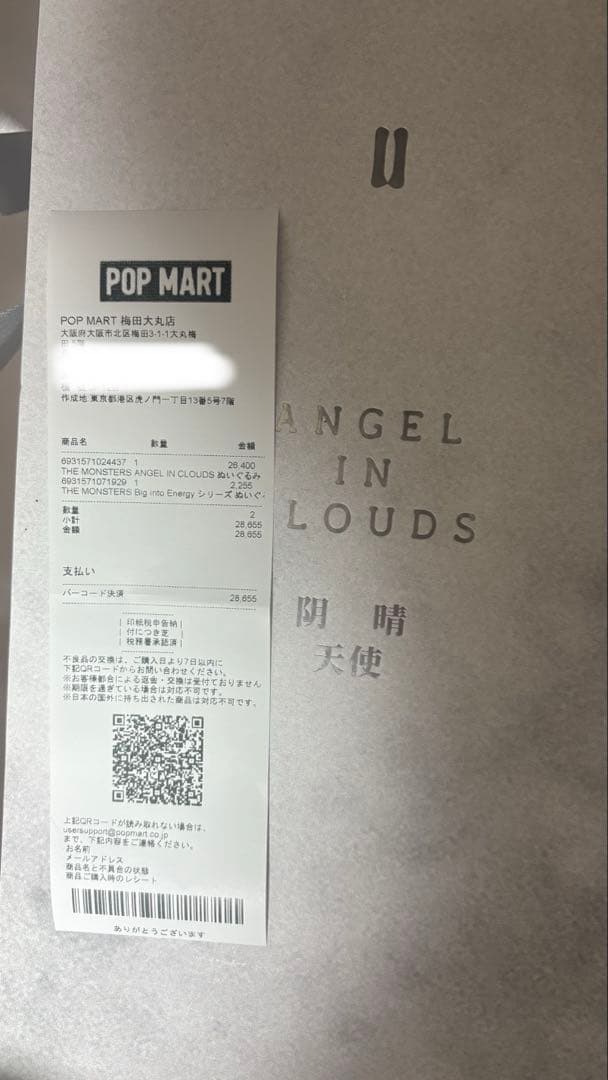 POP MART
POP MART 梅田大丸店
大阪府大阪市北区梅田3-1-1大丸梅
作成地:東京都港区虎ノ門一丁目13番5号7階
商品名 数量 金額
6931571024437 1 26,400
THE MONSTERS ANGEL IN CLOUDS ぬいぐるみ
6931571071929 1 2,255
THE MONSTERS Big into Energy シリーズ ぬいぐ
数量 2
小計 28,655
金額 28,655
支払い
バーコード決済 28,655
印紙税申告納
付につき芝
税務署承認済
不良品の交換は、ご購入日より7日以内に
下記QRコードからお問い合わせください。
※お客様都合による返金・交換は受付ておりません
※期限を過ぎている場合は対応不可です。
※日本の国外に持ち出された商品は対応不可です。
上記QRコードが読み取れない場合は、
usersupport@popmart.co.jp
まで、下記内容をご連絡ください。
お名前
メールアドレス
商品名と不具合の状態
商品ご購入時のレシート
ありがとうございます
ANGEL
IN
LOUDS
阴 晴
天使